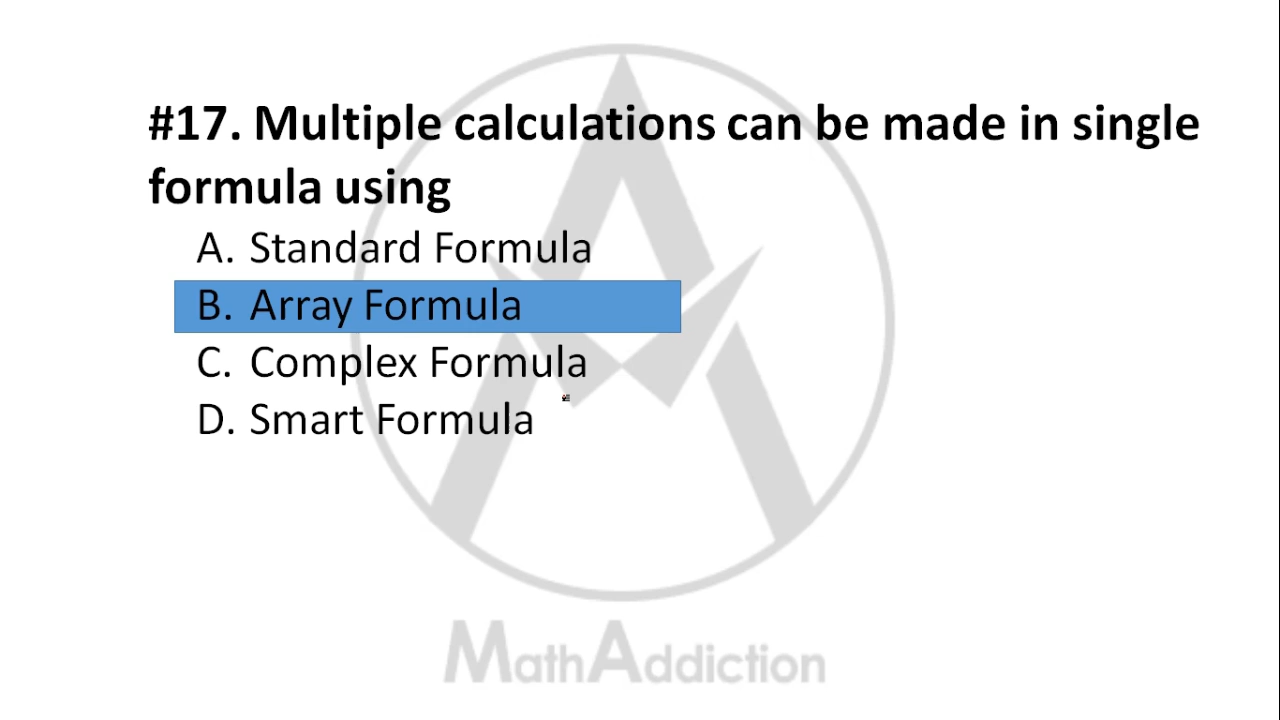 #17. Multiple calculations can be made in single
formula using
A. Standard Formula
B. Array Formula
C. Complex Formula
D. Smart Formula
MathAddiction